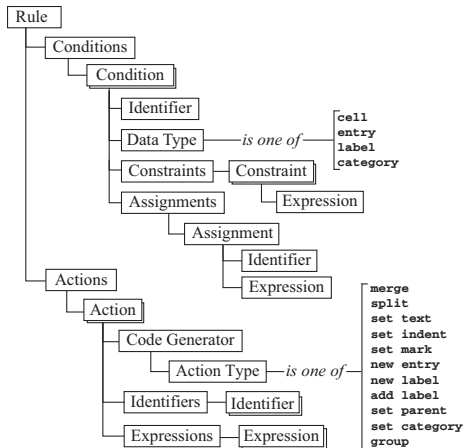 Rule
Conditions
Condition
Identifier
Data Type is one of
cell
entry
label
category
Constraints Constraint
Expression
Assignments
Assignment
Identifier
Expression
Actions
Action
Code Generator
Action Type is one of
merge
split
set text
set indent
set mark
new entry
new label
add label
set parent
set category
group
Identifiers Identifier
Expressions Expression